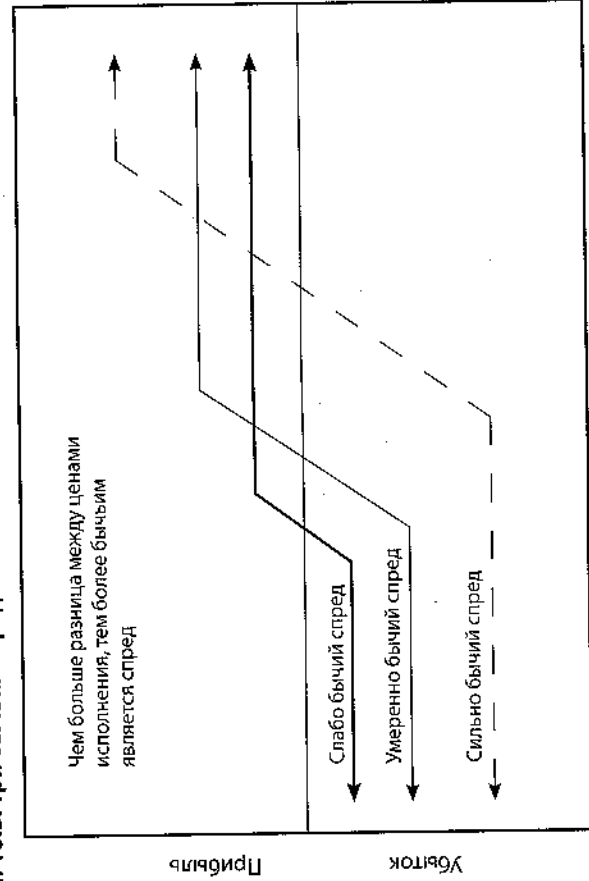 Чем больше разница между ценами
исполнения, тем более бычьим
является спред
Слабо бычий спред
Умеренно бычий спред
Сильно бычий спред
Прибыль
Убыток